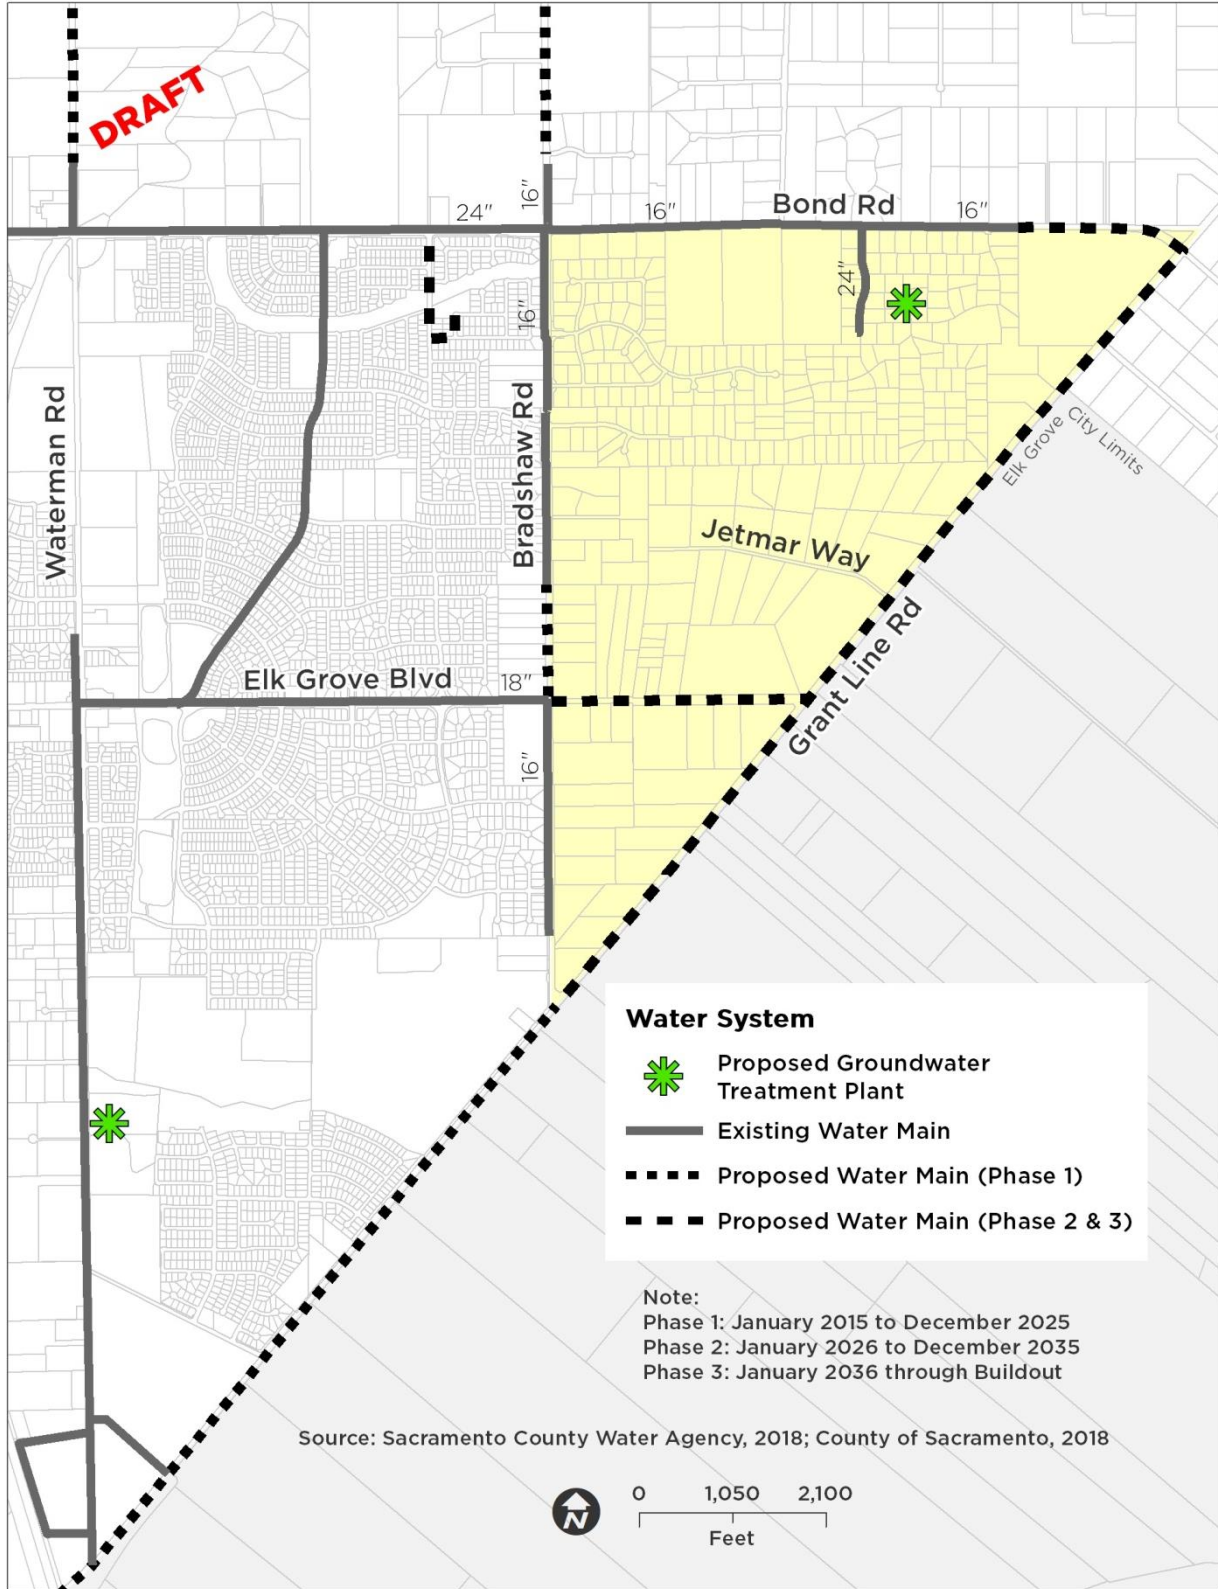 DRAFT
24"
16"
16"
Bond Rd
16"
24"
16"
Waterman Rd
Bradshaw Rd
Elk Grove
City Limits
Jetmar Way
Grant Line Rd
Elk Grove Blvd
18"
16"
Water System
Proposed Groundwater
Treatment Plant
Existing Water Main
Proposed Water Main (Phase 1)
Proposed Water Main (Phase 2 & 3)
Note:
Phase 1: January 2015 to December 2025
Phase 2: January 2026 to December 2035
Phase 3: January 2036 through Buildout
Source: Sacramento County Water Agency, 2018; County of Sacramento, 2018
N
0 1,050 2,100
Feet